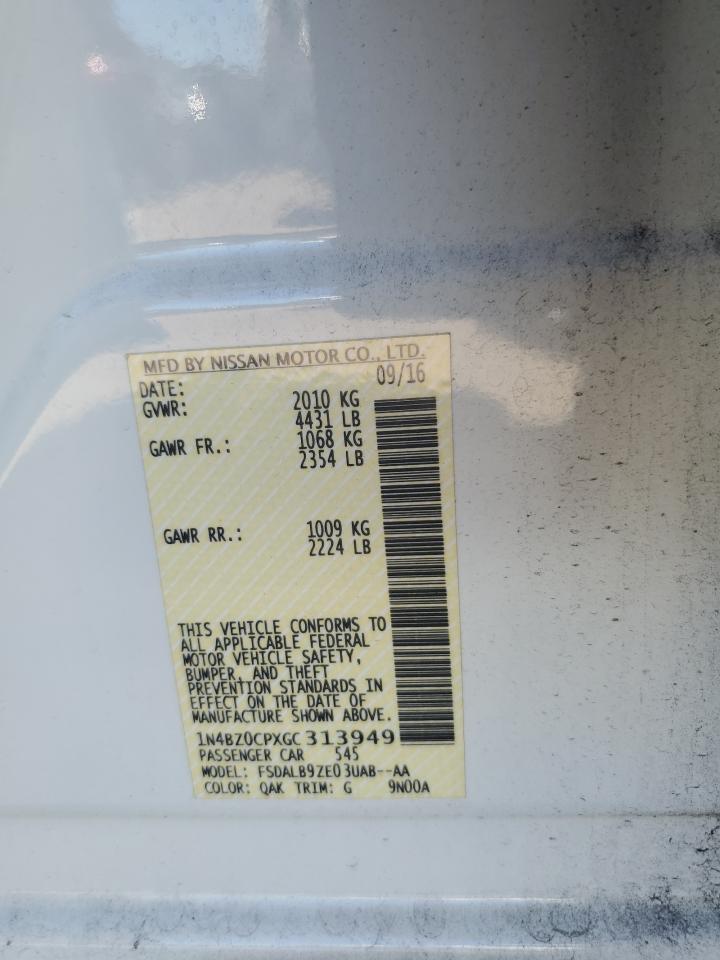 MFD BY NISSAN MOTOR CO., LTD.
DATE: 09/16
GVWR: 2010 KG
4431 LB
GAWR FR.: 1068 KG
2354 LB
GAWR RR.: 1009 KG
2224 LB
THIS VEHICLE CONFORMS TO
ALL APPLICABLE FEDERAL
MOTOR VEHICLE SAFETY,
BUMPER, AND THEFT
PREVENTION STANDARDS IN
EFFECT ON THE DATE OF
MANUFACTURE SHOWN ABOVE.
1N4BZ0CPXGC 313949
PASSENGER CAR 545
MODEL: FSDALB9ZE03UAB--AA
COLOR: QAK TRIM: G 9N00A